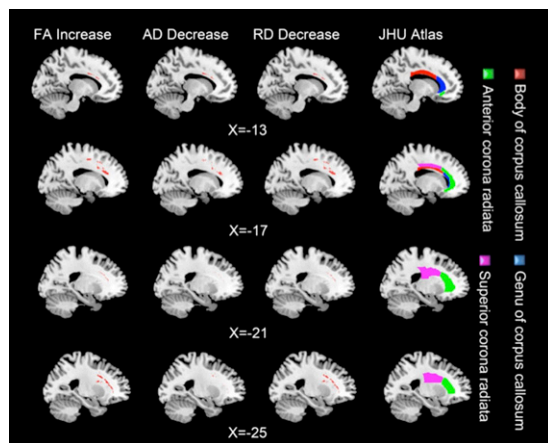 FA Increase AD Decrease RD Decrease JHU Atlas
X=-13
X=-17
X=-21
X=-25
Body of corpus callosum
Anterior corona radiata
Genu of corpus callosum
Superior corona radiata